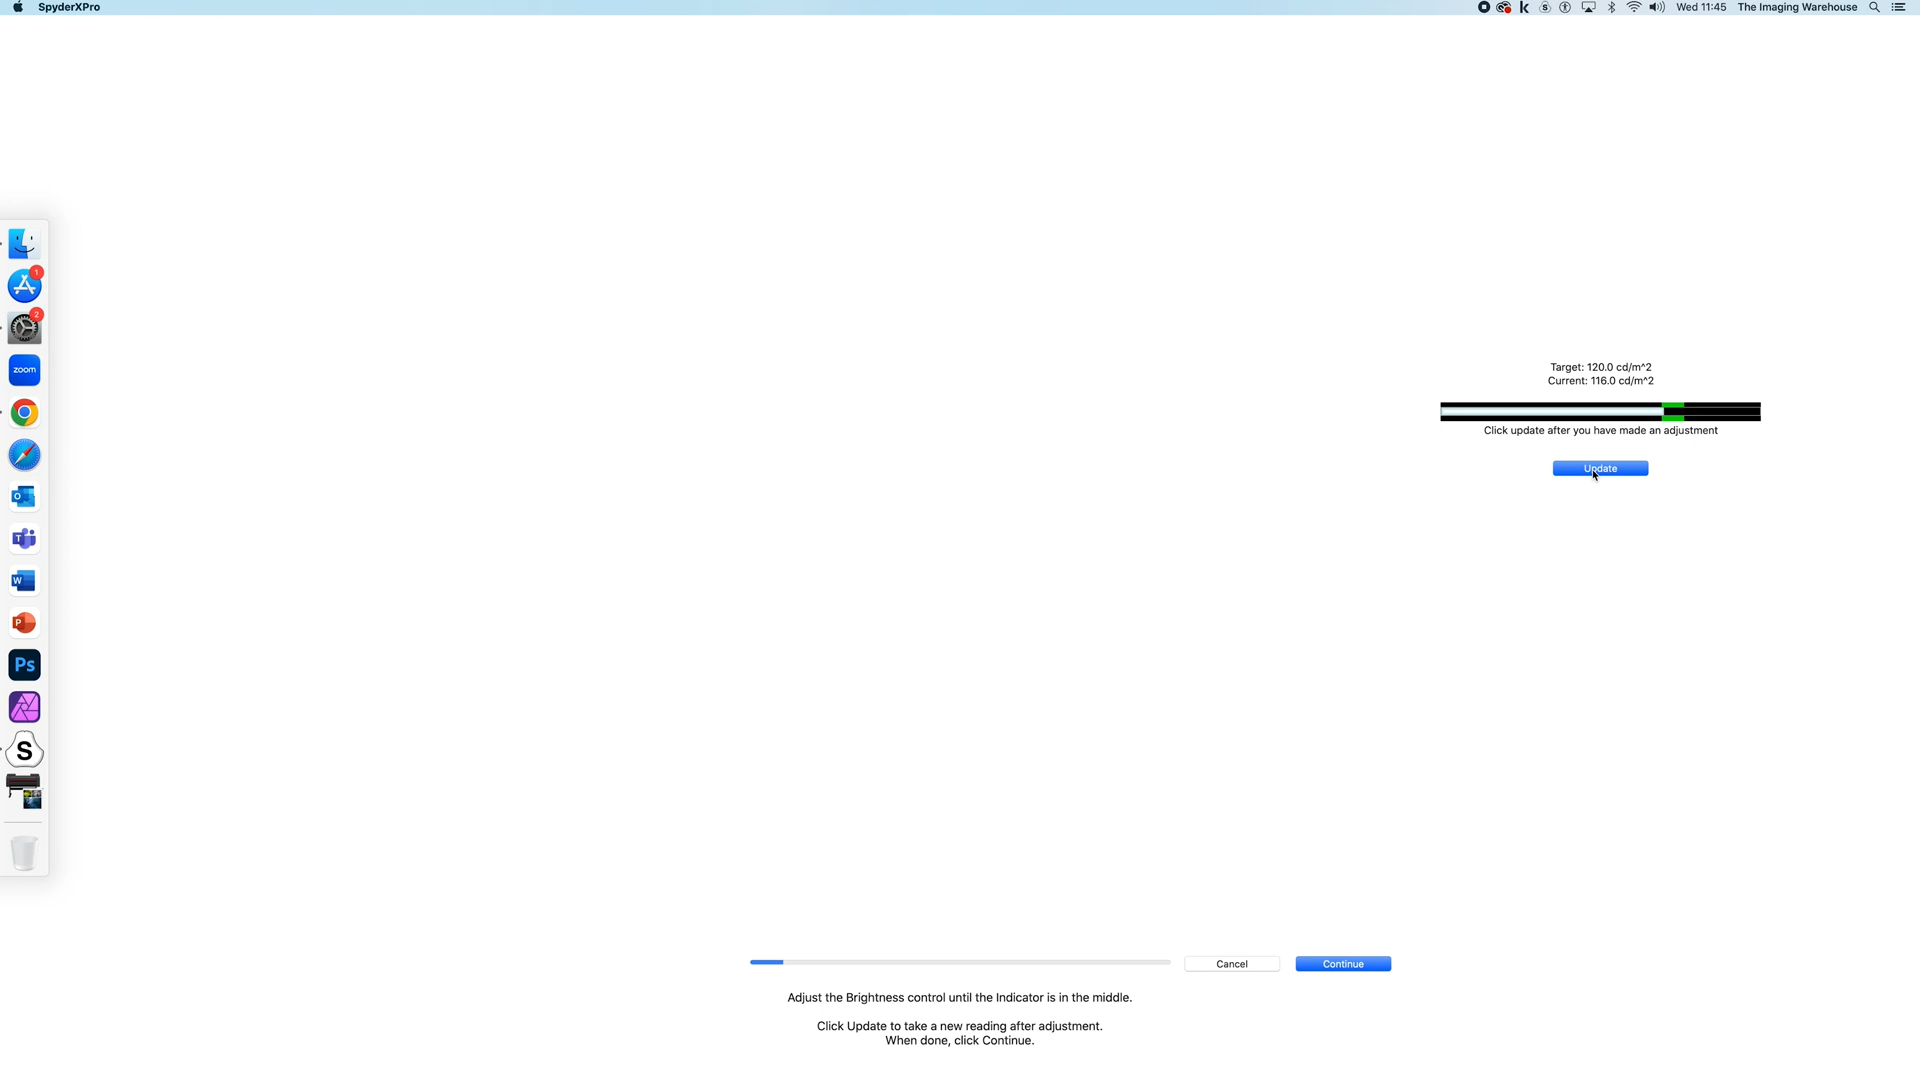 SpyderXPro
Wed 11:45 The Imaging Warehouse
1
2
zoom
Target: 120.0 cd/m^2
Current: 116.0 cd/m^2
Click update after you have made an adjustment
Update
O
T
W
P
Ps
S
Cancel
Continue
Adjust the Brightness control until the Indicator is in the middle.
Click Update to take a new reading after adjustment.
When done, click Continue.